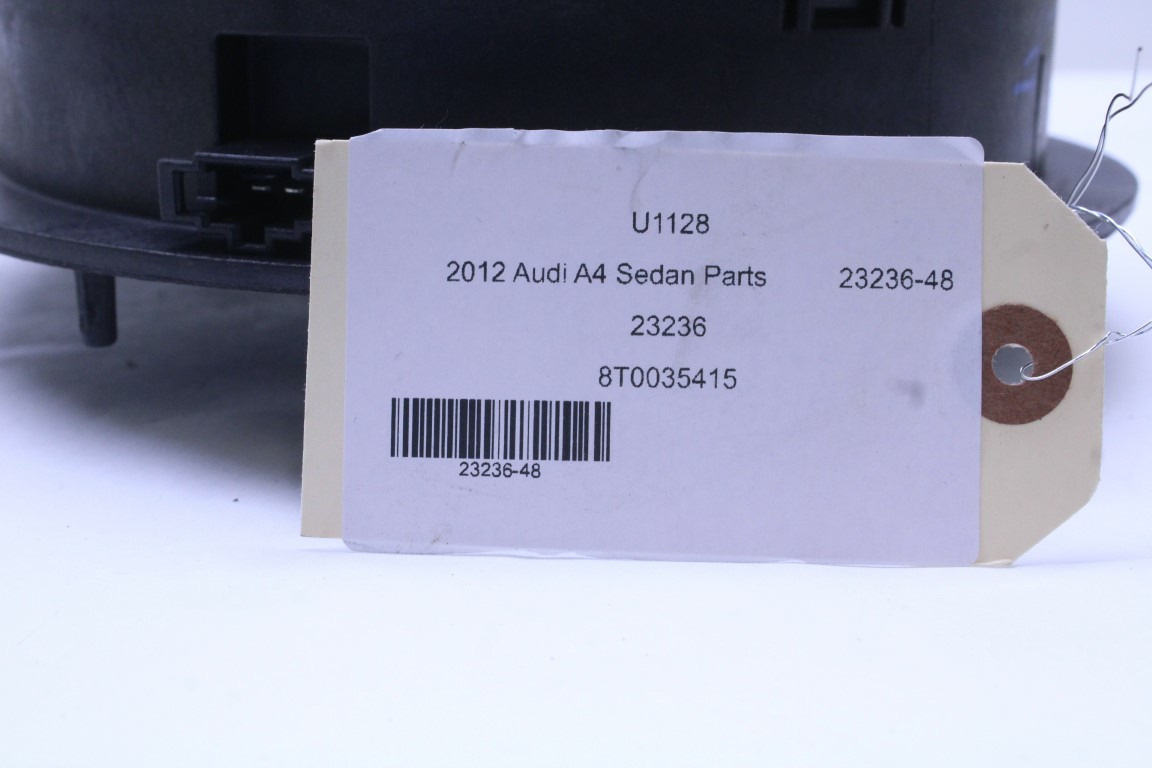 U1128
2012 Audi A4 Sedan Parts 23236-48
23236
8T0035415
23236-48